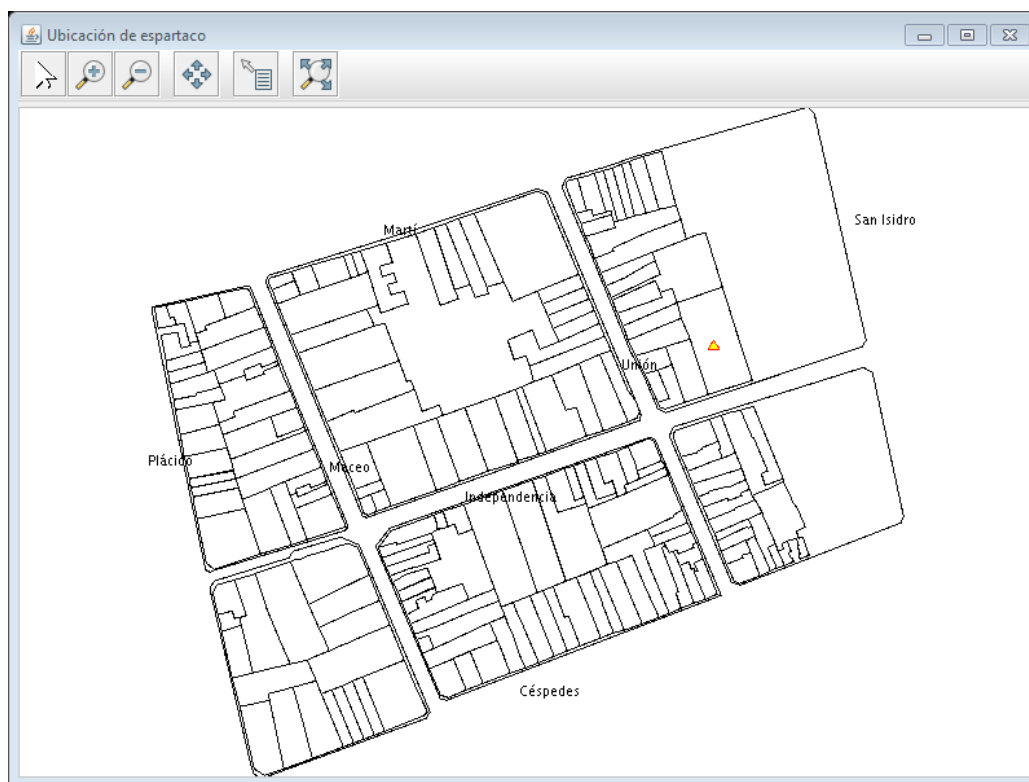 Ubicación de espartaco
San Isidro
Martí
Unión
Plácido
Maceo
Independencia
Céspedes